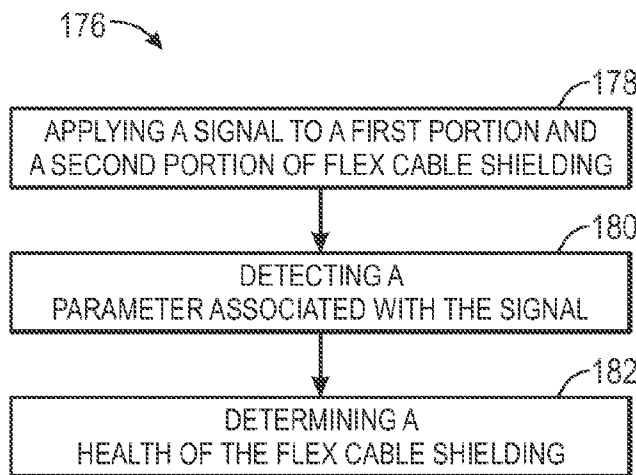 176
178
APPLYING A SIGNAL TO A FIRST PORTION AND
A SECOND PORTION OF FLEX CABLE SHIELDING
180
DETECTING A
PARAMETER ASSOCIATED WITH THE SIGNAL
182
DETERMINING A
HEALTH OF THE FLEX CABLE SHIELDING